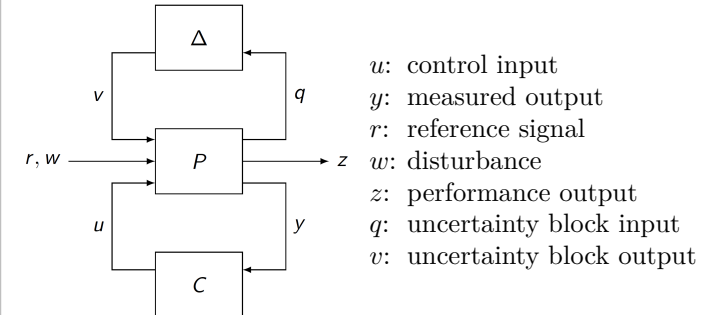 Δ
v
q
r, w
P
z
u
y
C
u: control input
y: measured output
r: reference signal
w: disturbance
z: performance output
q: uncertainty block input
v: uncertainty block output